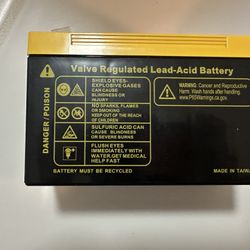 ⚠ WARNING: Cancer and Reproductive
Harm. Wash hands after handling.
www.P65Warnings.ca.gov.
Valve Regulated Lead-Acid Battery
DANGER / POISON
SHIELD EYES-
EXPLOSIVE GASES
CAN CAUSE
BLINDNESS OR
INJURY
NO SPARKS, FLAMES
OR SMOKING
KEEP OUT OF THE REACH
OF CHILDREN
SULFURIC ACID CAN
CAUSE BLINDNESS
OR SEVERE BURNS
FLUSH EYES
IMMEDIATELY WITH
WATER.GET MEDICAL
HELP FAST
BATTERY MUST BE RECYCLED
MADE IN TAIWA